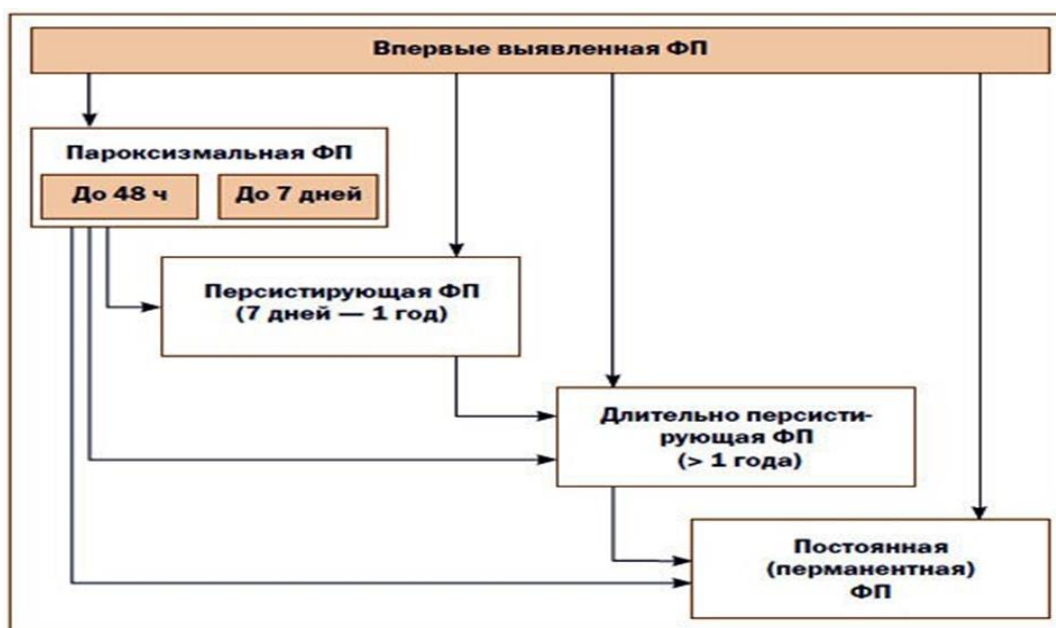 Впервые выявленная ФП
Пароксизмальная ФП
До 48 ч
До 7 дней
Персистирующая ФП
(7 дней — 1 год)
Длительно персисти-
рующая ФП
(> 1 года)
Постоянная
(перманентная)
ФП